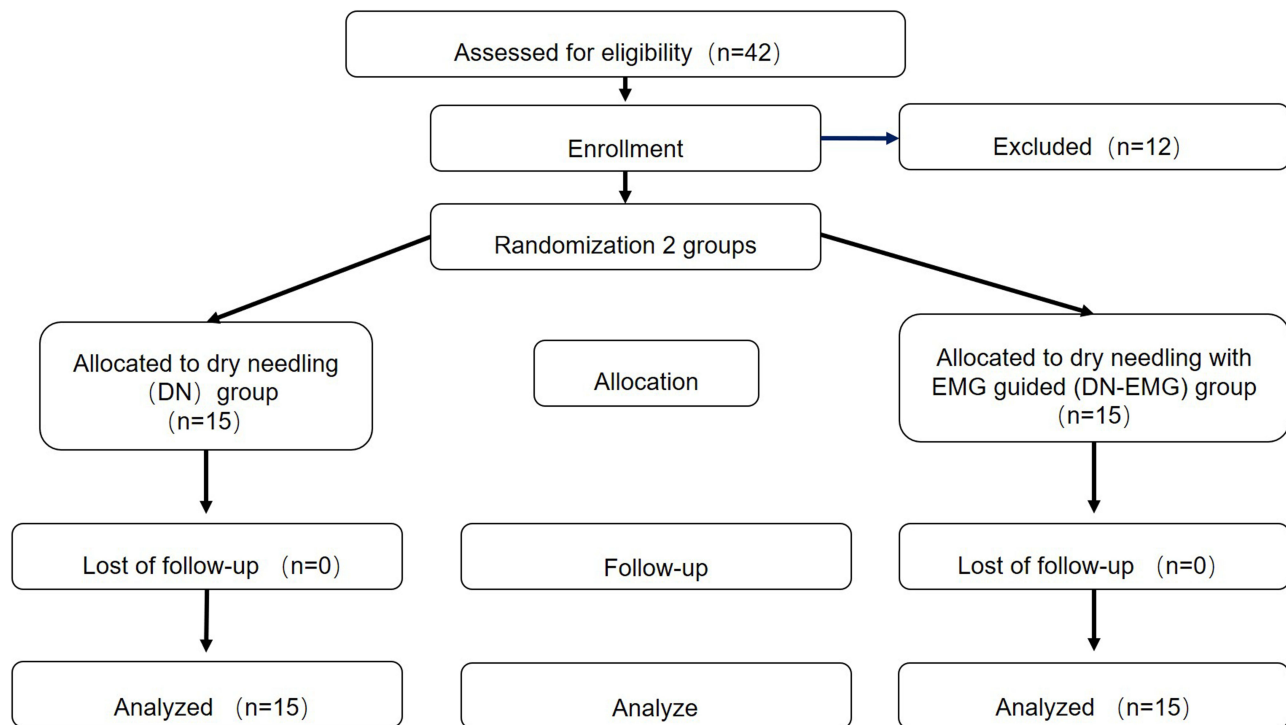 Assessed for eligibility（n=42）
Enrollment
Excluded（n=12）
Randomization 2 groups
Allocated to dry needling
（DN）group
（n=15）
Allocation
Allocated to dry needling with
EMG guided (DN-EMG) group
（n=15）
Lost of follow-up （n=0）
Follow-up
Lost of follow-up （n=0）
Analyzed （n=15）
Analyze
Analyzed （n=15）